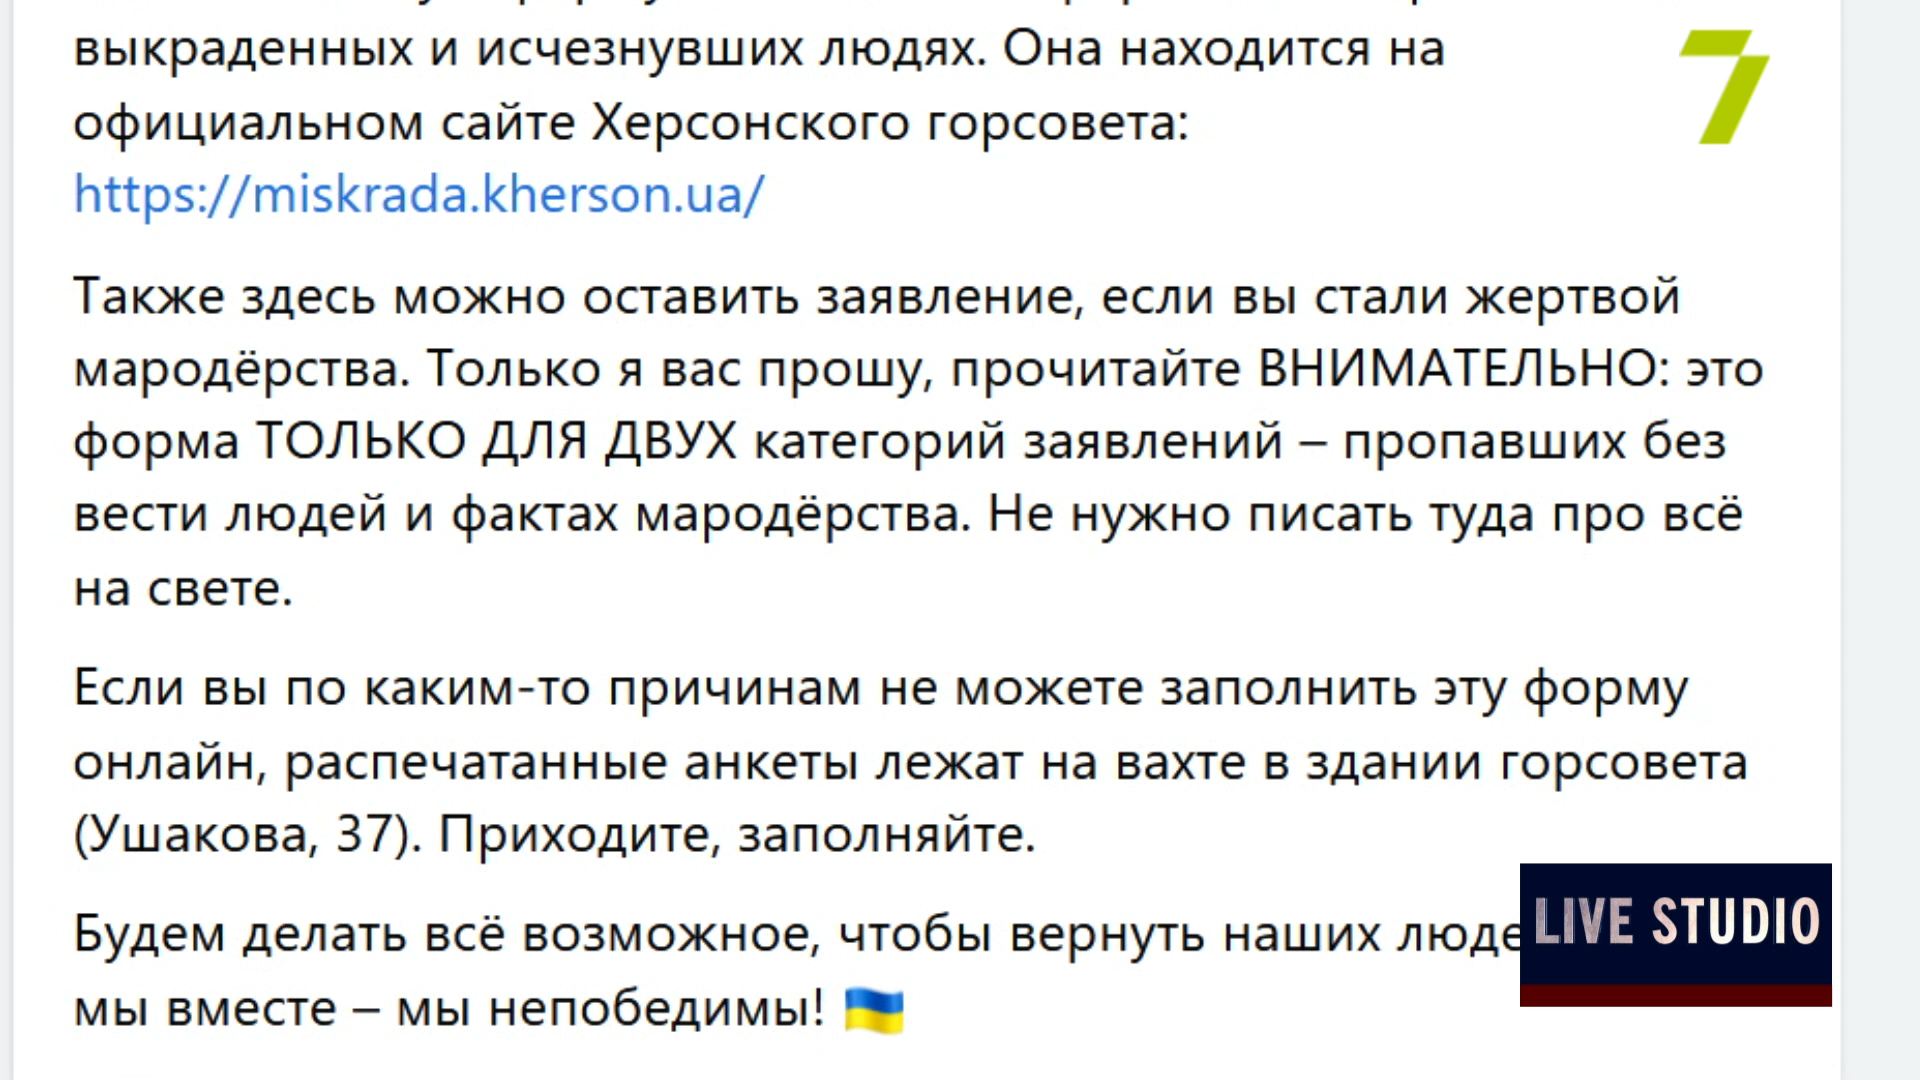 выкраденных и исчезнувших людях. Она находится на
официальном сайте Херсонского горсовета:
https://miskrada.kherson.ua/
Также здесь можно оставить заявление, если вы стали жертвой
мародёрства. Только я вас прошу, прочитайте ВНИМАТЕЛЬНО: это
форма ТОЛЬКО ДЛЯ ДВУХ категорий заявлений – пропавших без
вести людей и фактах мародёрства. Не нужно писать туда про всё
на свете.
Если вы по каким-то причинам не можете заполнить эту форму
онлайн, распечатанные анкеты лежат на вахте в здании горсовета
(Ушакова, 37). Приходите, заполняйте.
Будем делать всё возможное, чтобы вернуть наших люде
мы вместе – мы непобедимы!
7
LIVE STUDIO